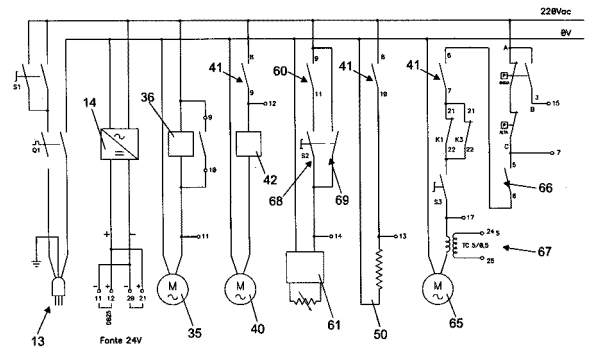 220Vac
0V
S1
Q1
14
36
41
60
41
41
8
9
12
9
11
8
10
6
7
A
3
B
15
9
10
42
S2
68
69
21
21
K1
K3
22
22
C
7
5
6
66
S3
17
24 S
TC 5/0,5
25
67
11
14
13
+
-
- + - +
11 12 20 21
DB25
Fonte 24V
13
M
~
35
M
~
40
61
50
M
~
65